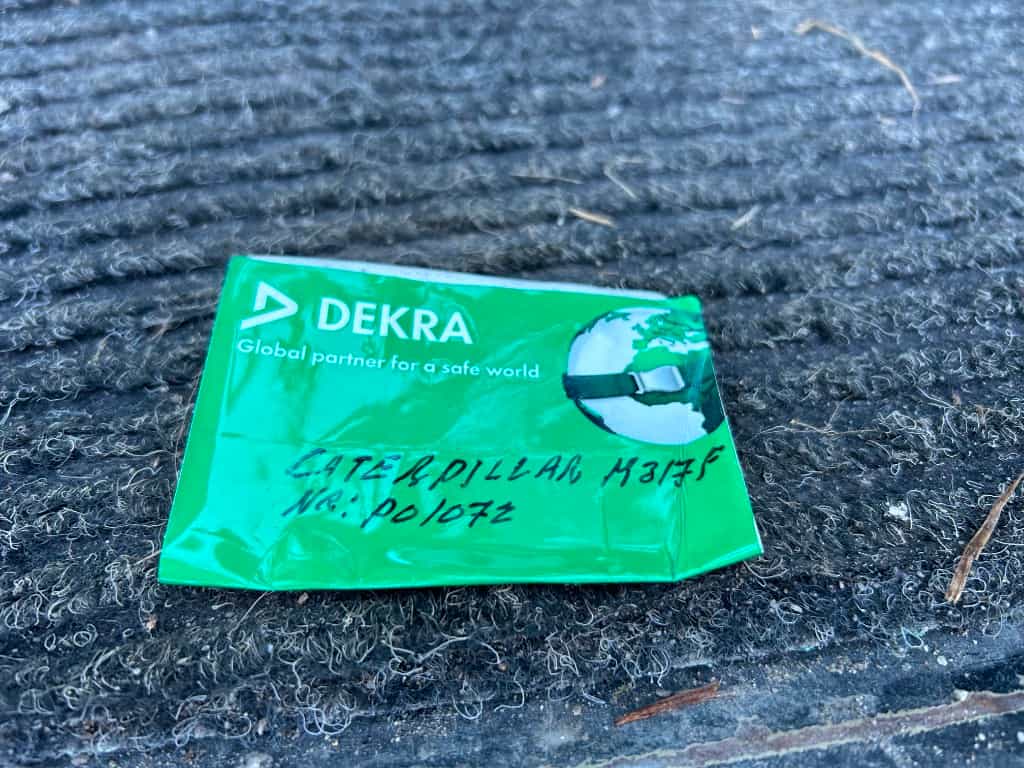 DEKRA
Global partner for a safe world
CATERPILLAR M317F
NR: P01072